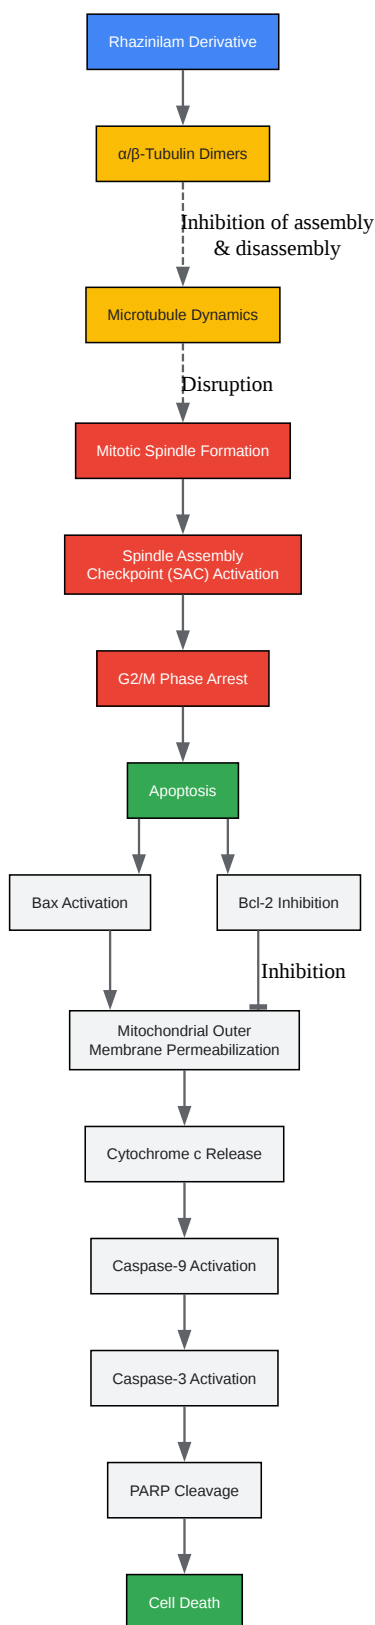 Rhazinilam Derivative
α/β-Tubulin Dimers
Inhibition of assembly
& disassembly
Microtubule Dynamics
Disruption
Mitotic Spindle Formation
Spindle Assembly
Checkpoint (SAC) Activation
G2/M Phase Arrest
Apoptosis
Bax Activation
Bcl-2 Inhibition
Inhibition
Mitochondrial Outer
Membrane Permeabilization
Cytochrome c Release
Caspase-9 Activation
Caspase-3 Activation
PARP Cleavage
Cell Death